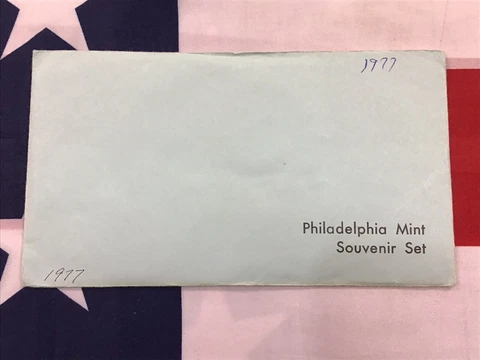 1977
Philadelphia Mint
Souvenir Set
1977